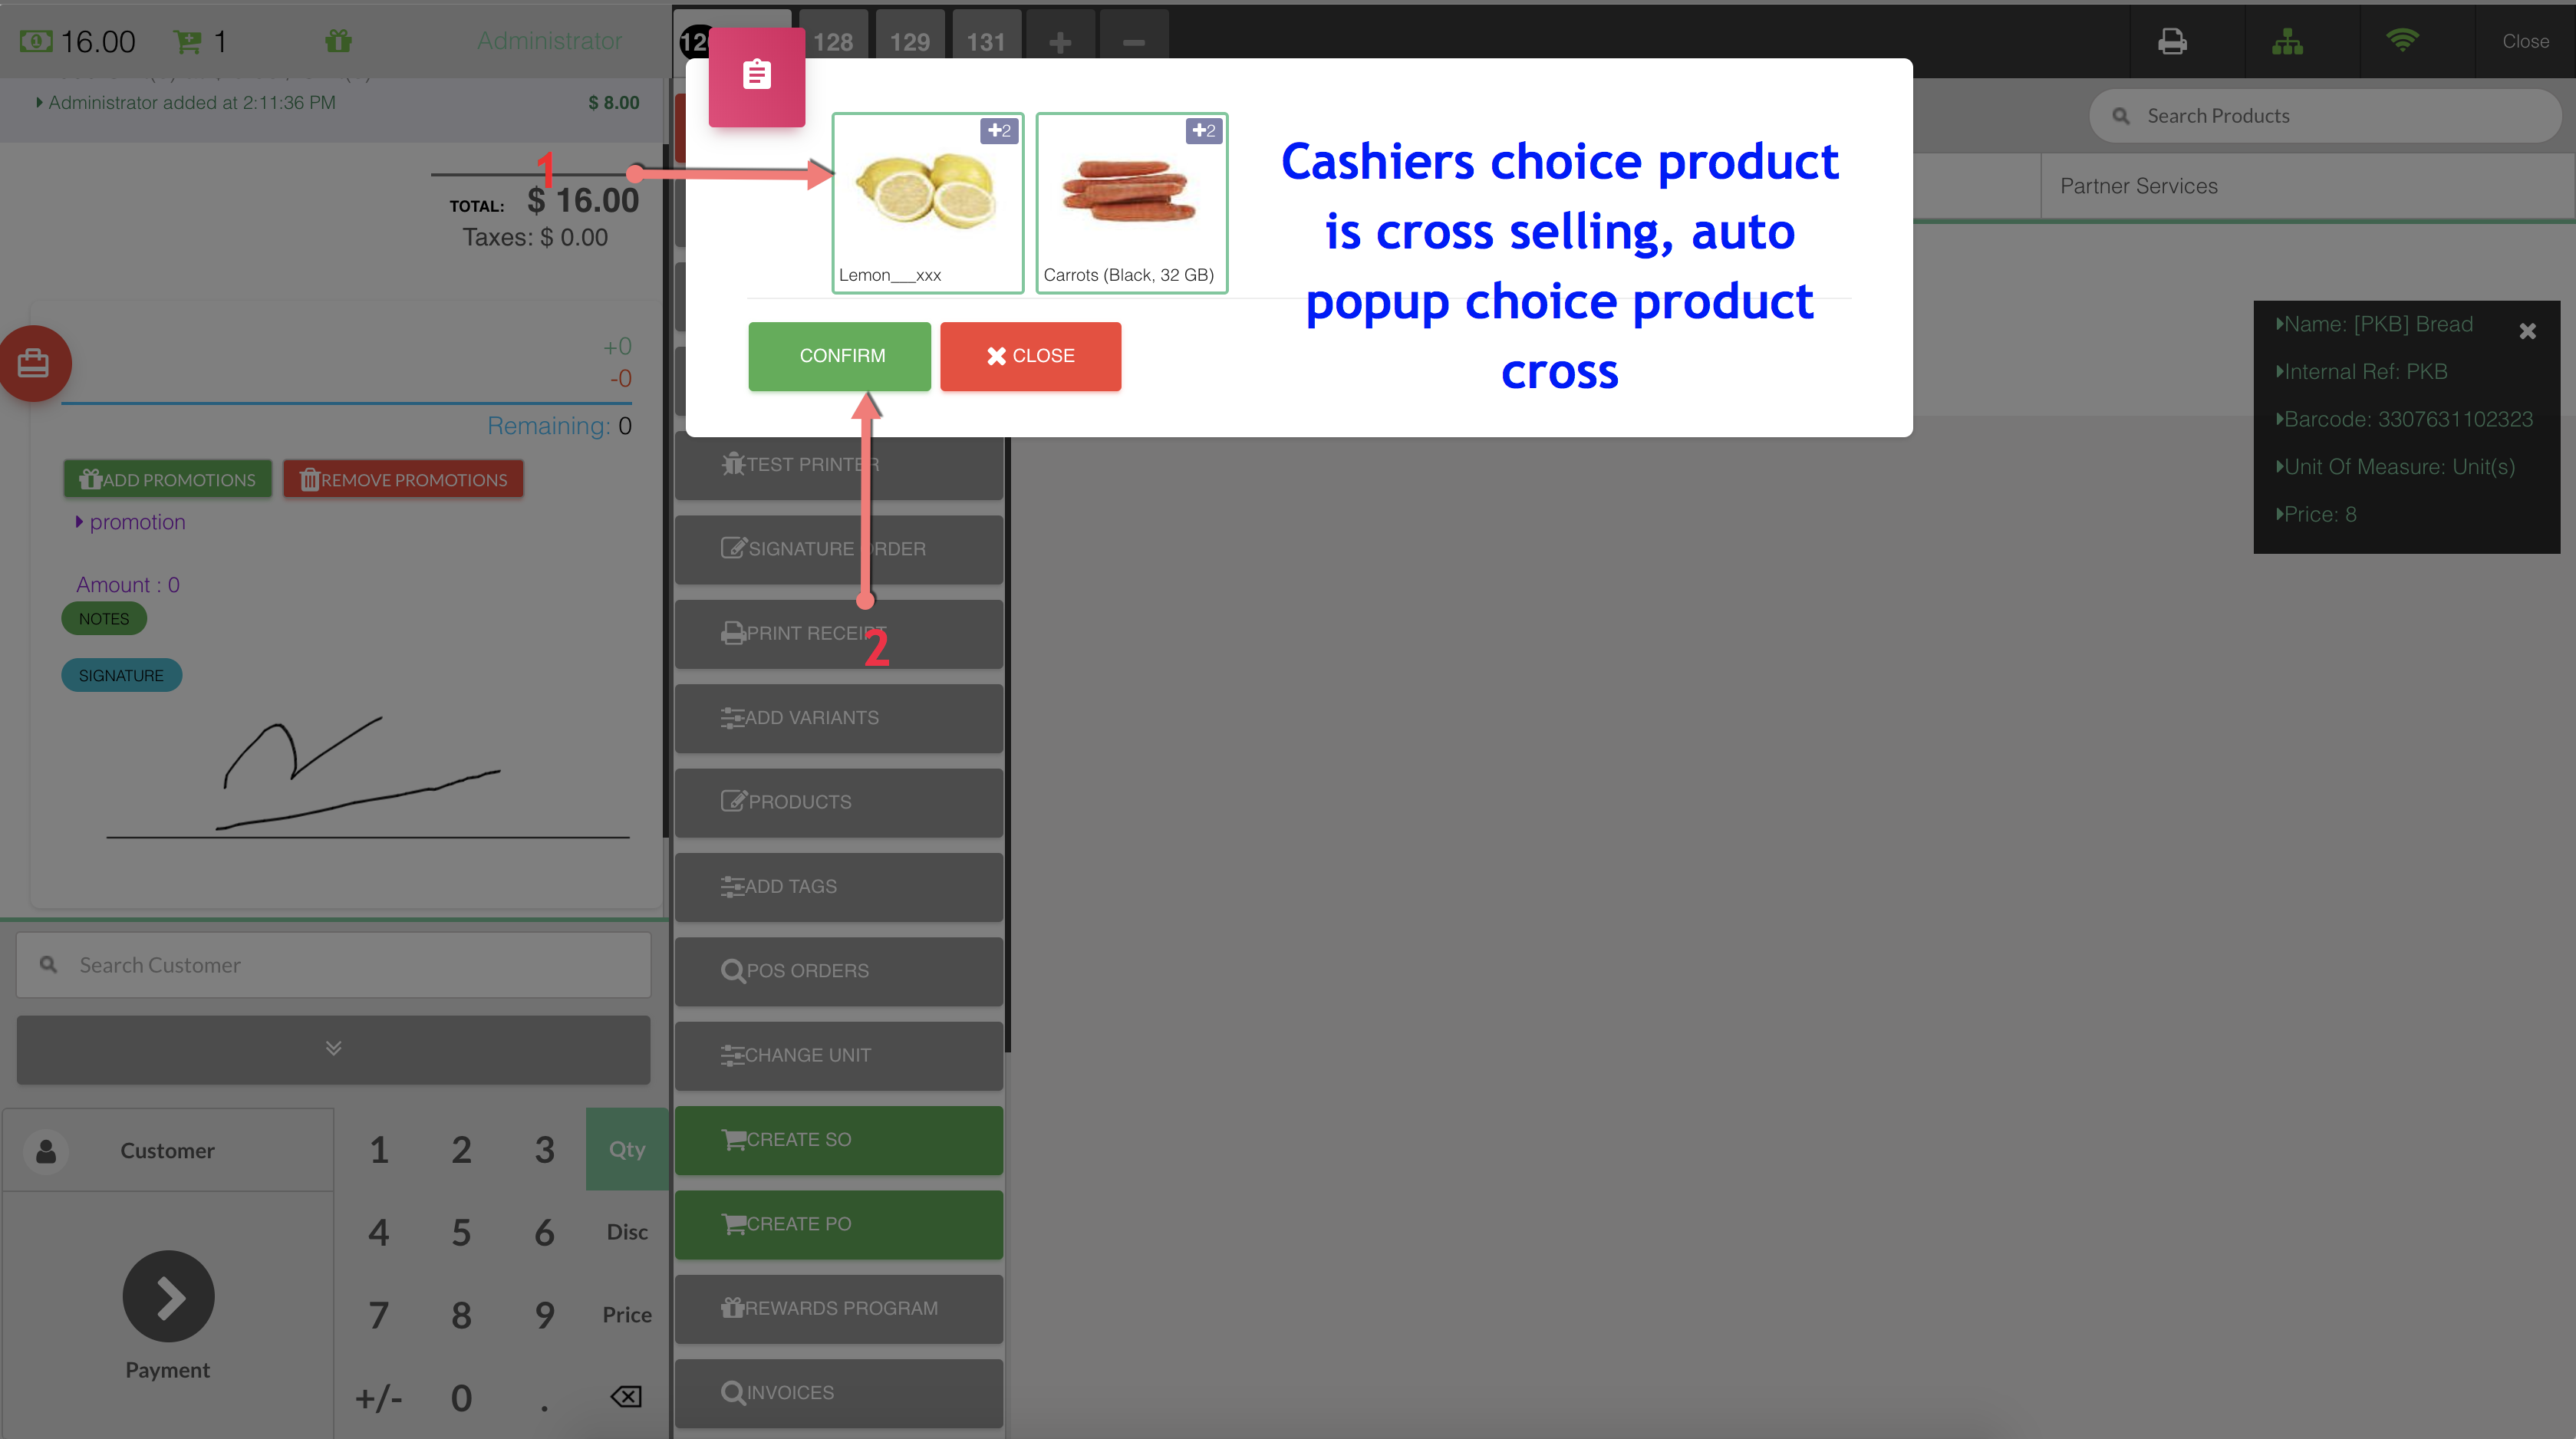 16.00
1
Administrator
128
129
131
Close
Administrator added at 2:11:36 PM
$ 8.00
1
TOTAL: $ 16.00
Taxes: $ 0.00
+0
-0
Remaining: 0
ADD PROMOTIONS
REMOVE PROMOTIONS
promotion
Amount : 0
NOTES
SIGNATURE
Search Customer
Customer
Payment
1 2 3 Qty
4 5 6 Disc
7 8 9 Price
+/- 0 .
+2
Lemon___xxx
+2
Carrots (Black, 32 GB)
CONFIRM
CLOSE
Cashiers choice product
is cross selling, auto
popup choice product
cross
2
TEST PRINTER
SIGNATURE ORDER
PRINT RECEIPT
ADD VARIANTS
PRODUCTS
ADD TAGS
POS ORDERS
CHANGE UNIT
CREATE SO
CREATE PO
REWARDS PROGRAM
INVOICES
Search Products
Partner Services
Name: [PKB] Bread
Internal Ref: PKB
Barcode: 3307631102323
Unit Of Measure: Unit(s)
Price: 8